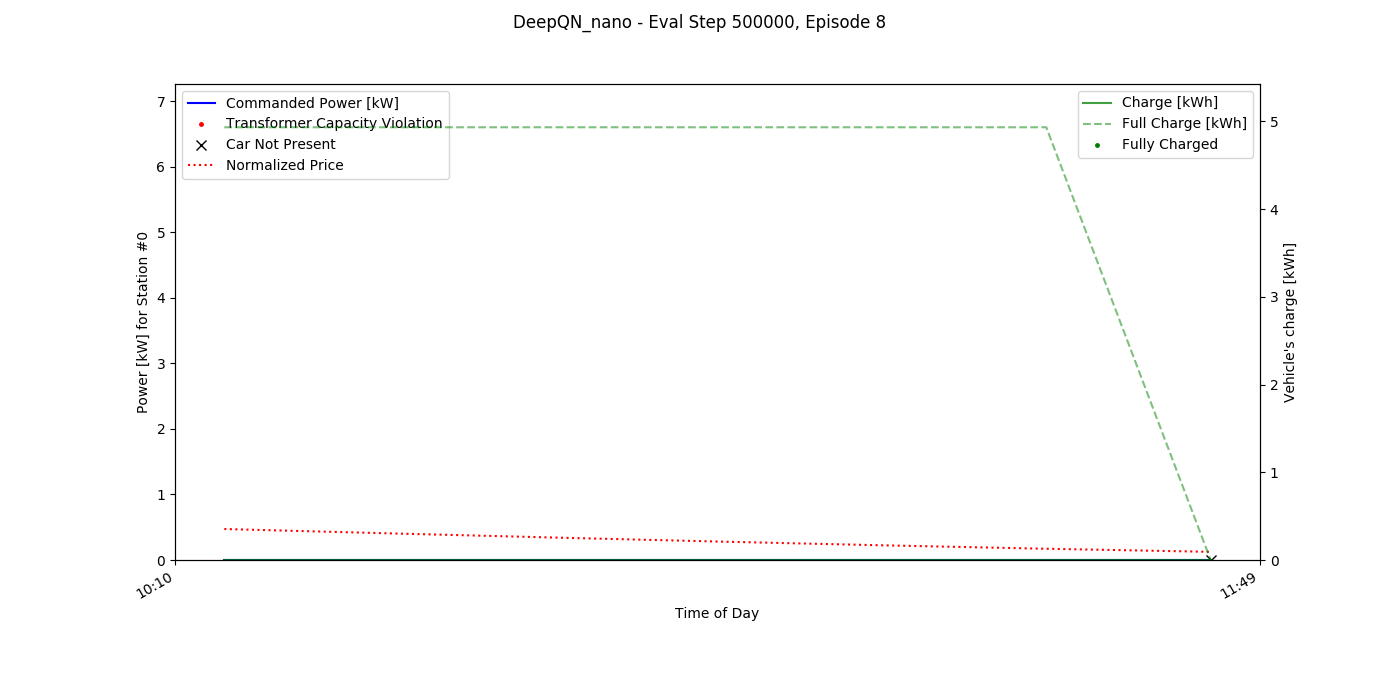 DeepQN_nano - Eval Step 500000, Episode 8
Commanded Power [kW]
Transformer Capacity Violation
Car Not Present
Normalized Price
Charge [kWh]
Full Charge [kWh]
Fully Charged
7
6
5
4
3
2
1
0
Power [kW] for Station #0
5
4
3
2
1
0
Vehicle's charge [kWh]
10:10
11:49
Time of Day